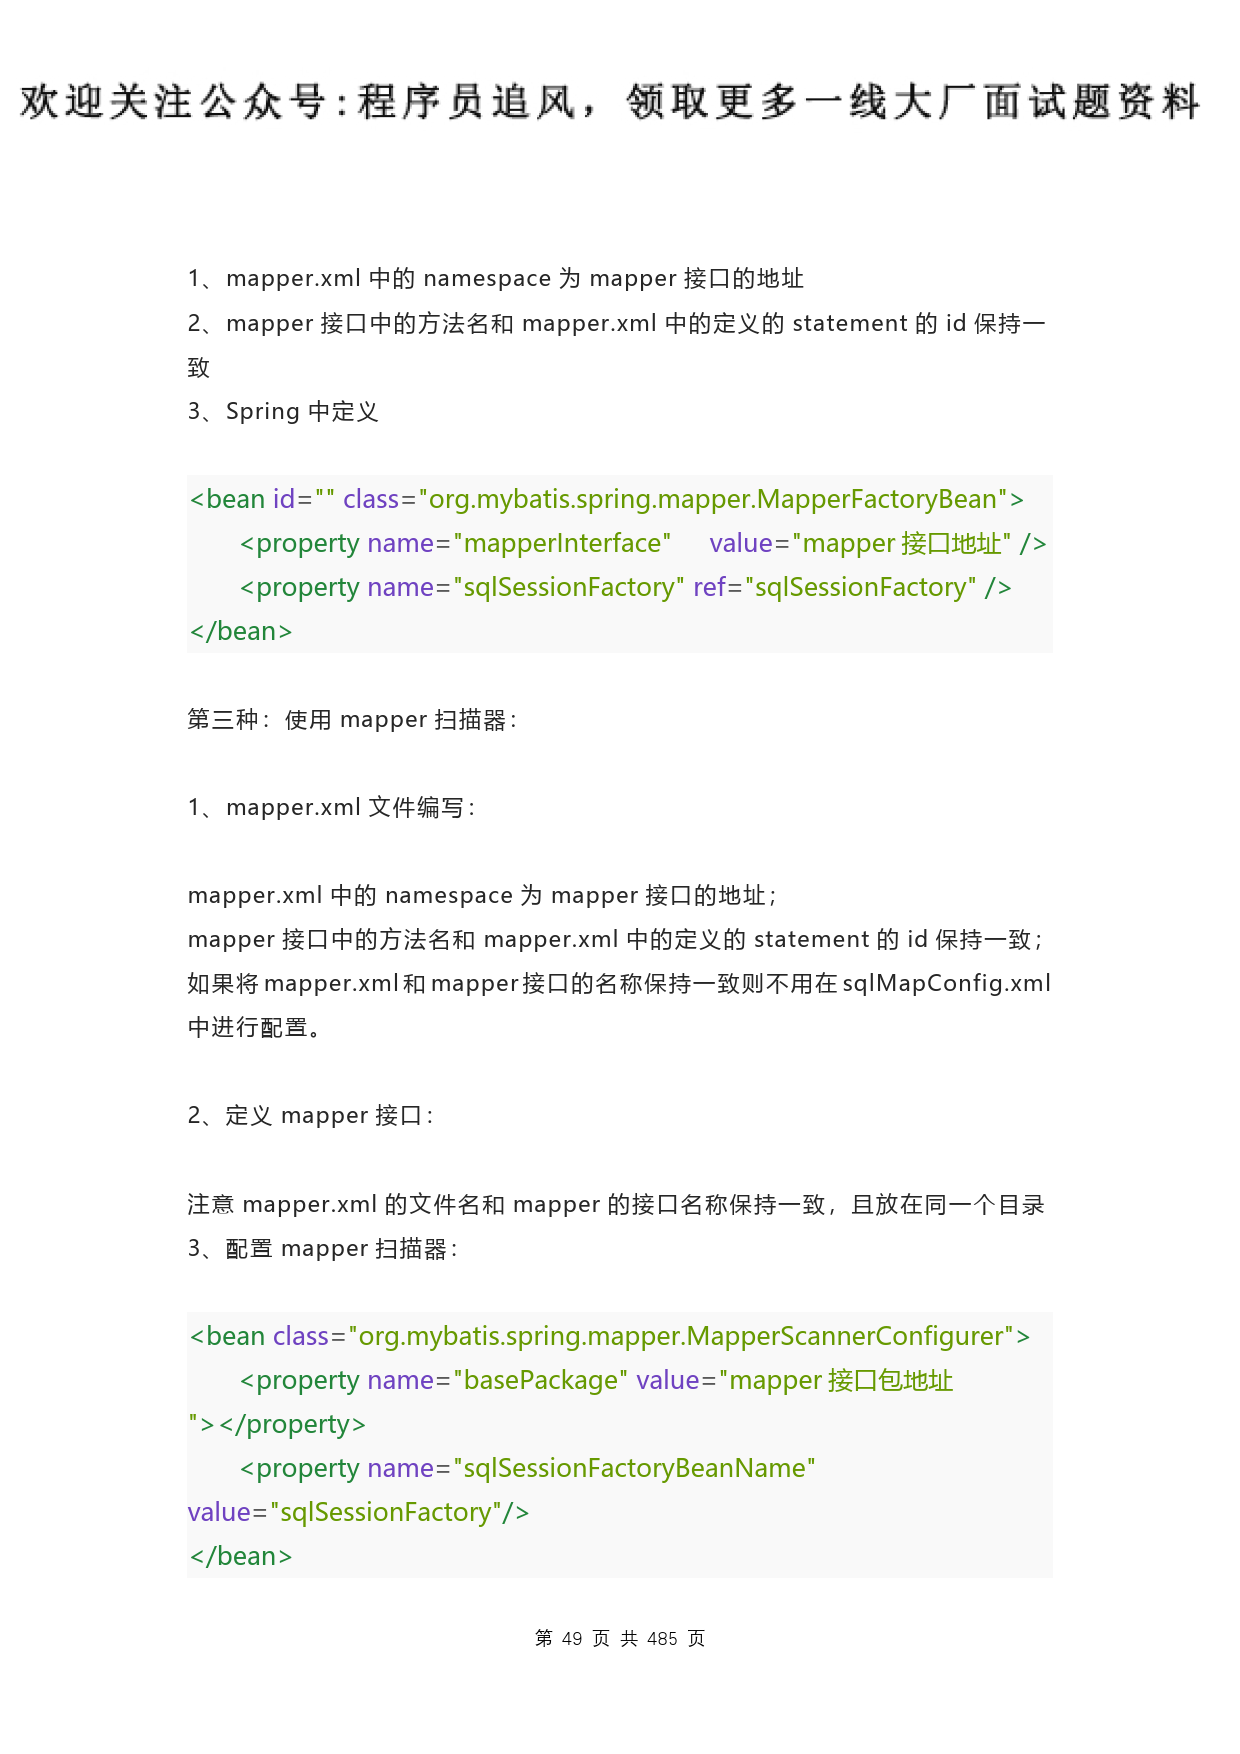 欢迎关注公众号:程序员追风，领取更多一线大厂面试题资料
1、mapper.xml 中的 namespace 为 mapper 接口的地址
2、mapper 接口中的方法名和 mapper.xml 中的定义的 statement 的 id 保持一
致
3、Spring 中定义
<bean id="" class="org.mybatis.spring.mapper.MapperFactoryBean">
<property name="mapperInterface" value="mapper 接口地址" />
<property name="sqlSessionFactory" ref="sqlSessionFactory" />
</bean>
第三种：使用 mapper 扫描器：
1、mapper.xml 文件编写：
mapper.xml 中的 namespace 为 mapper 接口的地址；
mapper 接口中的方法名和 mapper.xml 中的定义的 statement 的 id 保持一致；
如果将 mapper.xml 和 mapper 接口的名称保持一致则不用在 sqlMapConfig.xml
中进行配置。
2、定义 mapper 接口：
注意 mapper.xml 的文件名和 mapper 的接口名称保持一致，且放在同一个目录
3、配置 mapper 扫描器：
<bean class="org.mybatis.spring.mapper.MapperScannerConfigurer">
<property name="basePackage" value="mapper 接口包地址
"></property>
<property name="sqlSessionFactoryBeanName"
value="sqlSessionFactory"/>
</bean>
第 49 页 共 485 页